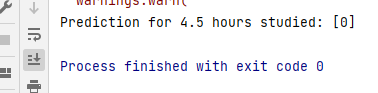 warnings.warn(
Prediction for 4.5 hours studied: [0]
Process finished with exit code 0